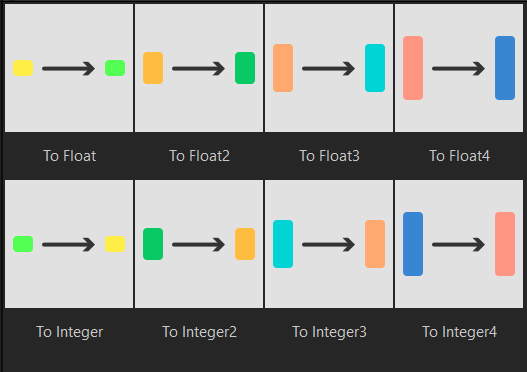 To Float To Float2 To Float3 To Float4
To Integer To Integer2 To Integer3 To Integer4